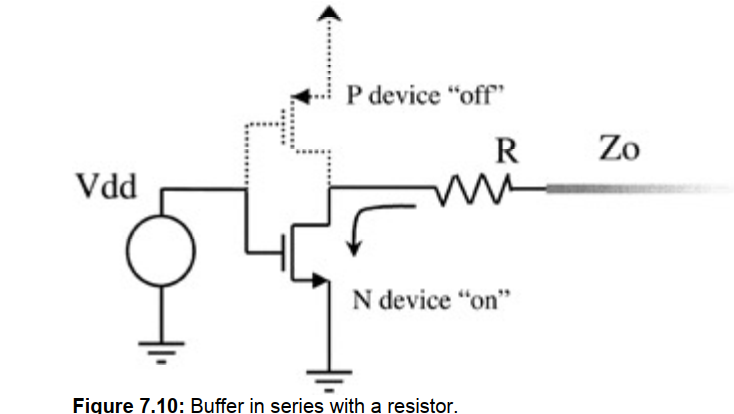 P device “off”
R
Zo
Vdd
N device “on”
Figure 7.10: Buffer in series with a resistor.